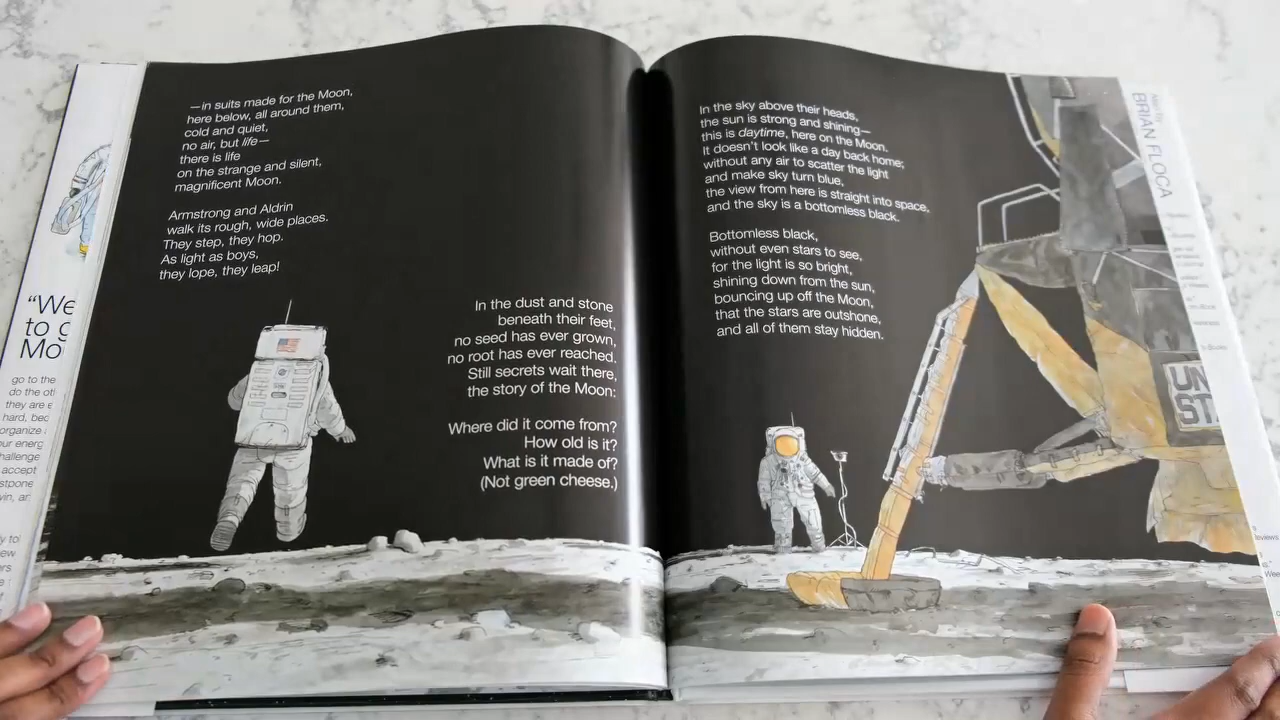 —in suits made for the Moon,
here below, all around them,
cold and quiet,
no air, but life—
there is life
on the strange and silent,
magnificent Moon.
Armstrong and Aldrin
walk its rough, wide places.
They step, they hop.
As light as boys,
they lope, they leap!
In the dust and stone
beneath their feet,
no seed has ever grown,
no root has ever reached.
Still secrets wait there,
the story of the Moon:
Where did it come from?
How old is it?
What is it made of?
(Not green cheese.)
In the sky above their heads,
the sun is strong and shining—
this is daytime, here on the Moon.
It doesn't look like a day back home;
without any air to scatter the light
and make sky turn blue,
the view from here is straight into space,
and the sky is a bottomless black.
Bottomless black,
without even stars to see,
for the light is so bright,
shining down from the sun,
bouncing up off the Moon,
that the stars are outshone,
and all of them stay hidden.
UN
ST
BRIAN FLOCA
“We
to g
Mo
go to the
do the ot
they are e
hard, bec
organize
our energ
challenge
accept
stpone
win, an